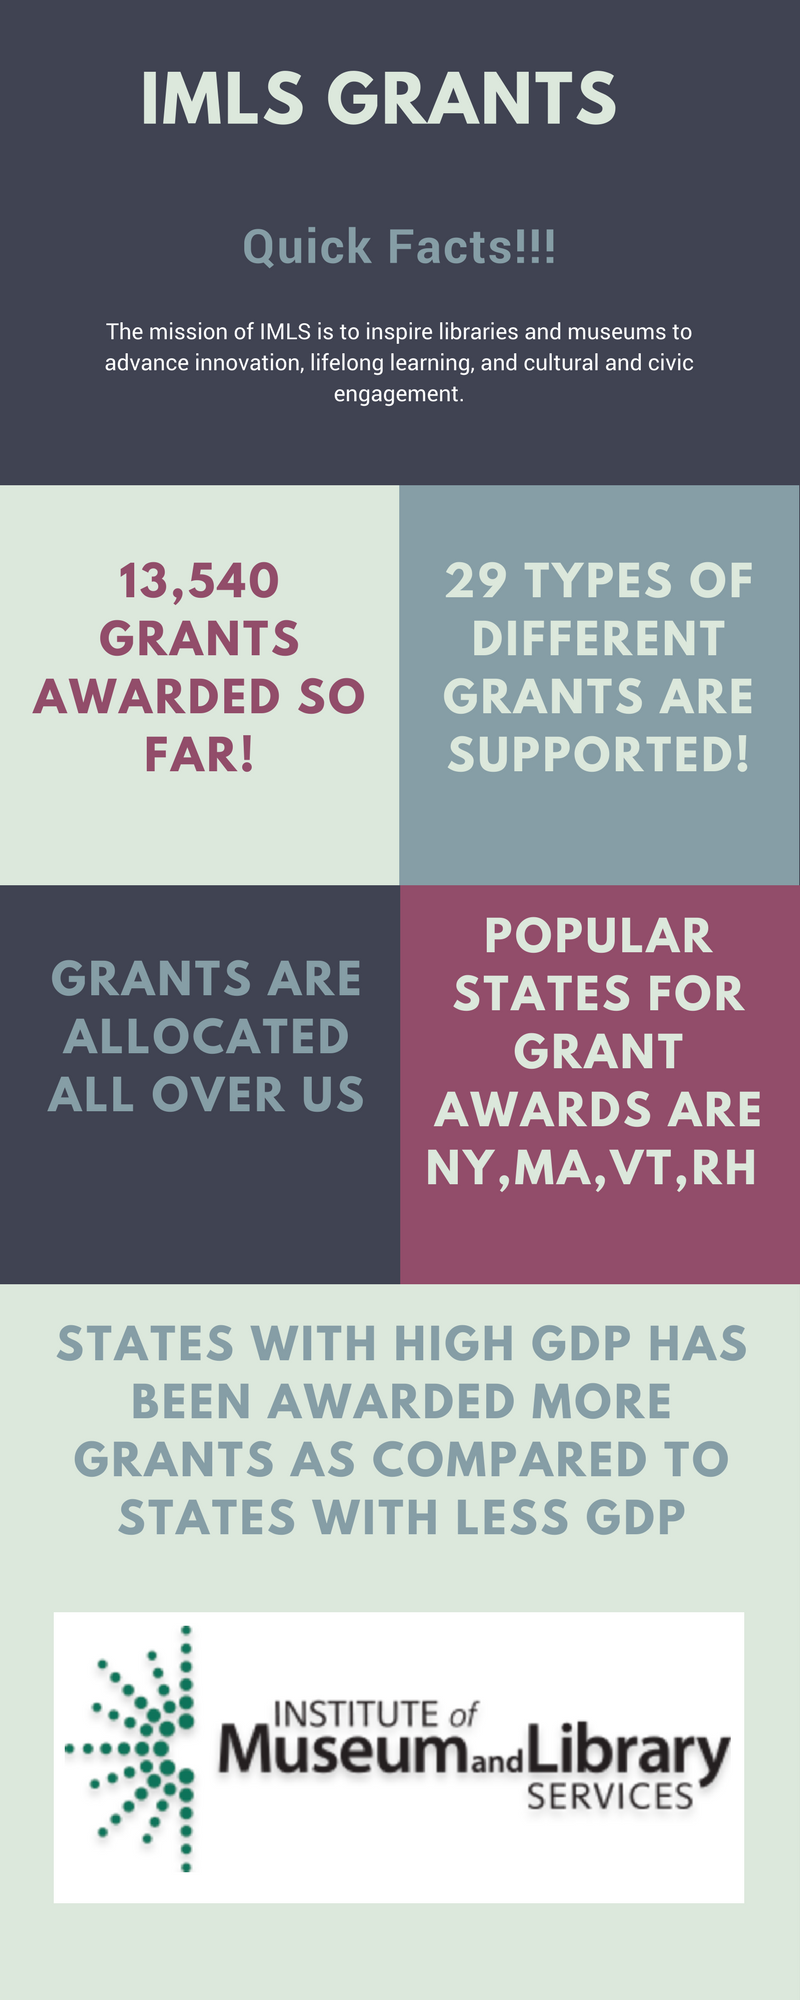 IMLS GRANTS
Quick Facts!!!
The mission of IMLS is to inspire libraries and museums to
advance innovation, lifelong learning, and cultural and civic
engagement.
13,540
GRANTS
AWARDED SO
FAR!
29 TYPES OF
DIFFERENT
GRANTS ARE
SUPPORTED!
GRANTS ARE
ALLOCATED
ALL OVER US
POPULAR
STATES FOR
GRANT
AWARDS ARE
NY,MA,VT,RH
STATES WITH HIGH GDP HAS
BEEN AWARDED MORE
GRANTS AS COMPARED TO
STATES WITH LESS GDP
INSTITUTE of
Museum and Library
SERVICES